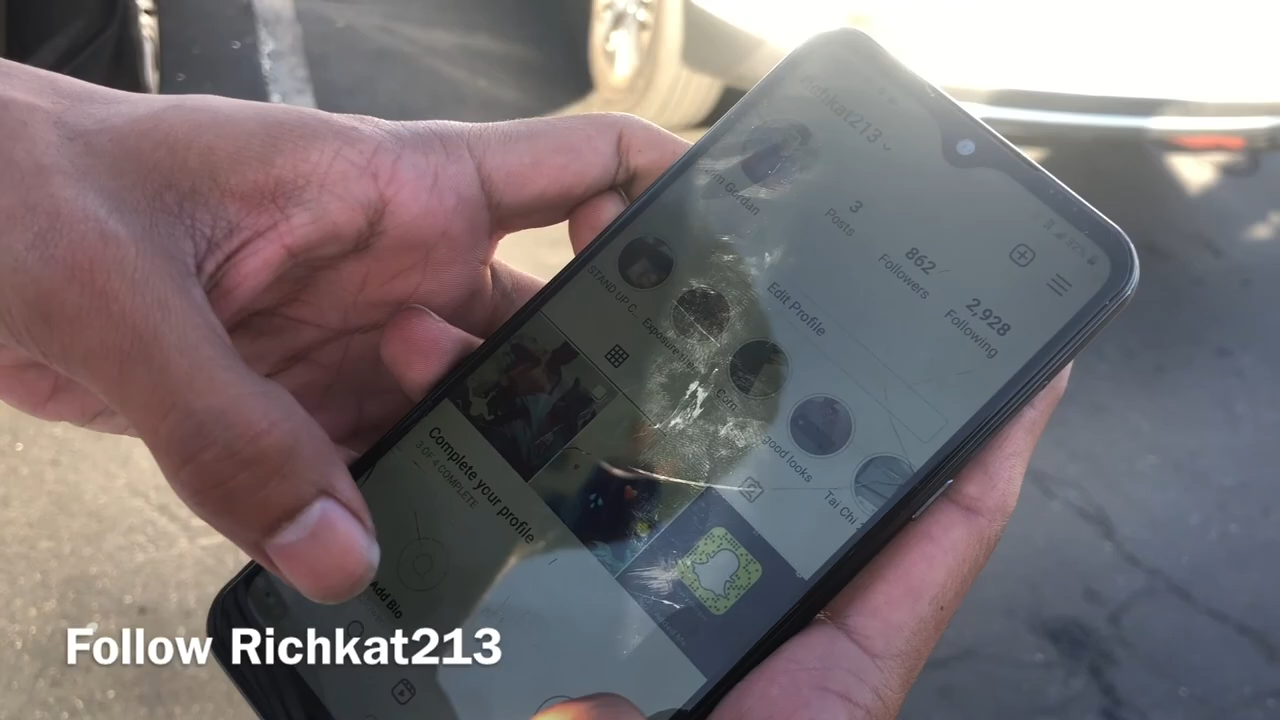 Richkat213
3
Posts
862
Followers
2,928
Following
Gordan
Edit Profile
STAND UP C...
Exposure
Corn
good looks
Tai Chi
Complete your profile
3 OF 4 COMPLETE
Add Bio
Follow Richkat213